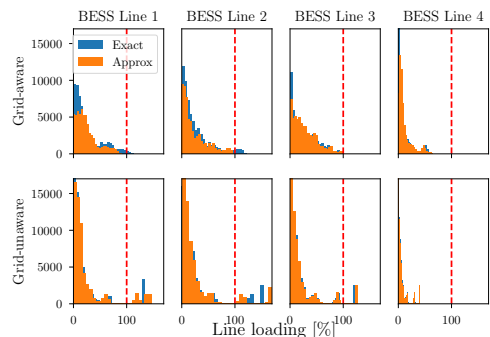 BESS Line 1 BESS Line 2 BESS Line 3 BESS Line 4
Grid-aware
15000
10000
5000
0
Exact
Approx
Grid-unaware
15000
10000
5000
0
0 100 0 100 0 100 0 100
Line loading [%]